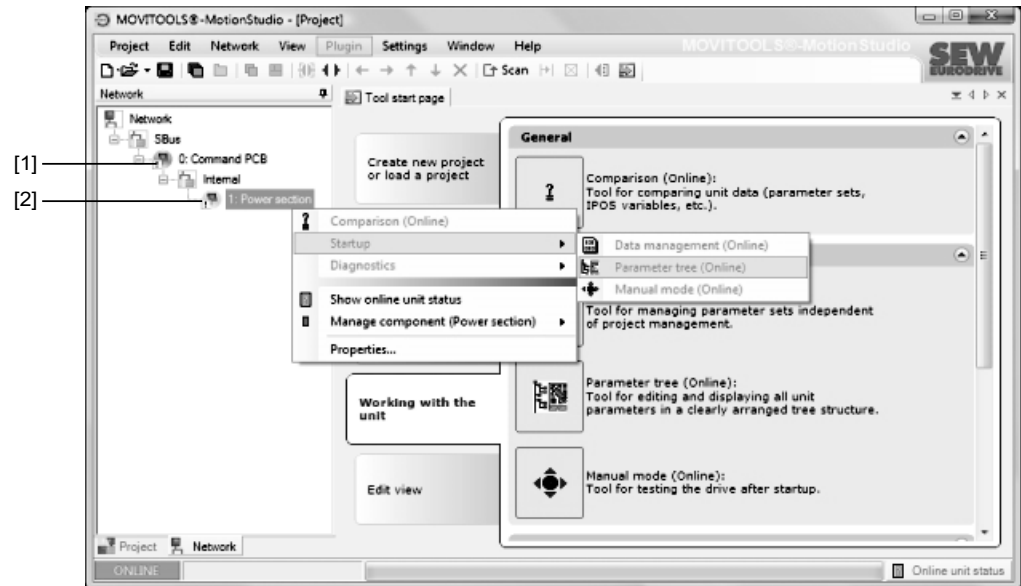 MOVITOOLS®-MotionStudio - [Project]
Project Edit Network View Plugin Settings Window Help
MOVITOOLS®-MotionStudio
SEW
EURODRIVE
Scan
Network
Tool start page
Network
SBus
[1]
0: Command PCB
Internal
[2]
1: Power section
Comparison (Online)
Startup
Diagnostics
Show online unit status
Manage component (Power section)
Properties...
Data management (Online)
Parameter tree (Online)
Manual mode (Online)
Create new project
or load a project
Working with the
unit
Edit view
General
Comparison (Online):
Tool for comparing unit data (parameter sets,
IPOS variables, etc.).
Tool for managing parameter sets independent
of project management.
Parameter tree (Online):
Tool for editing and displaying all unit
parameters in a clearly arranged tree structure.
Manual mode (Online):
Tool for testing the drive after startup.
Project Network
ONLINE
Online unit status